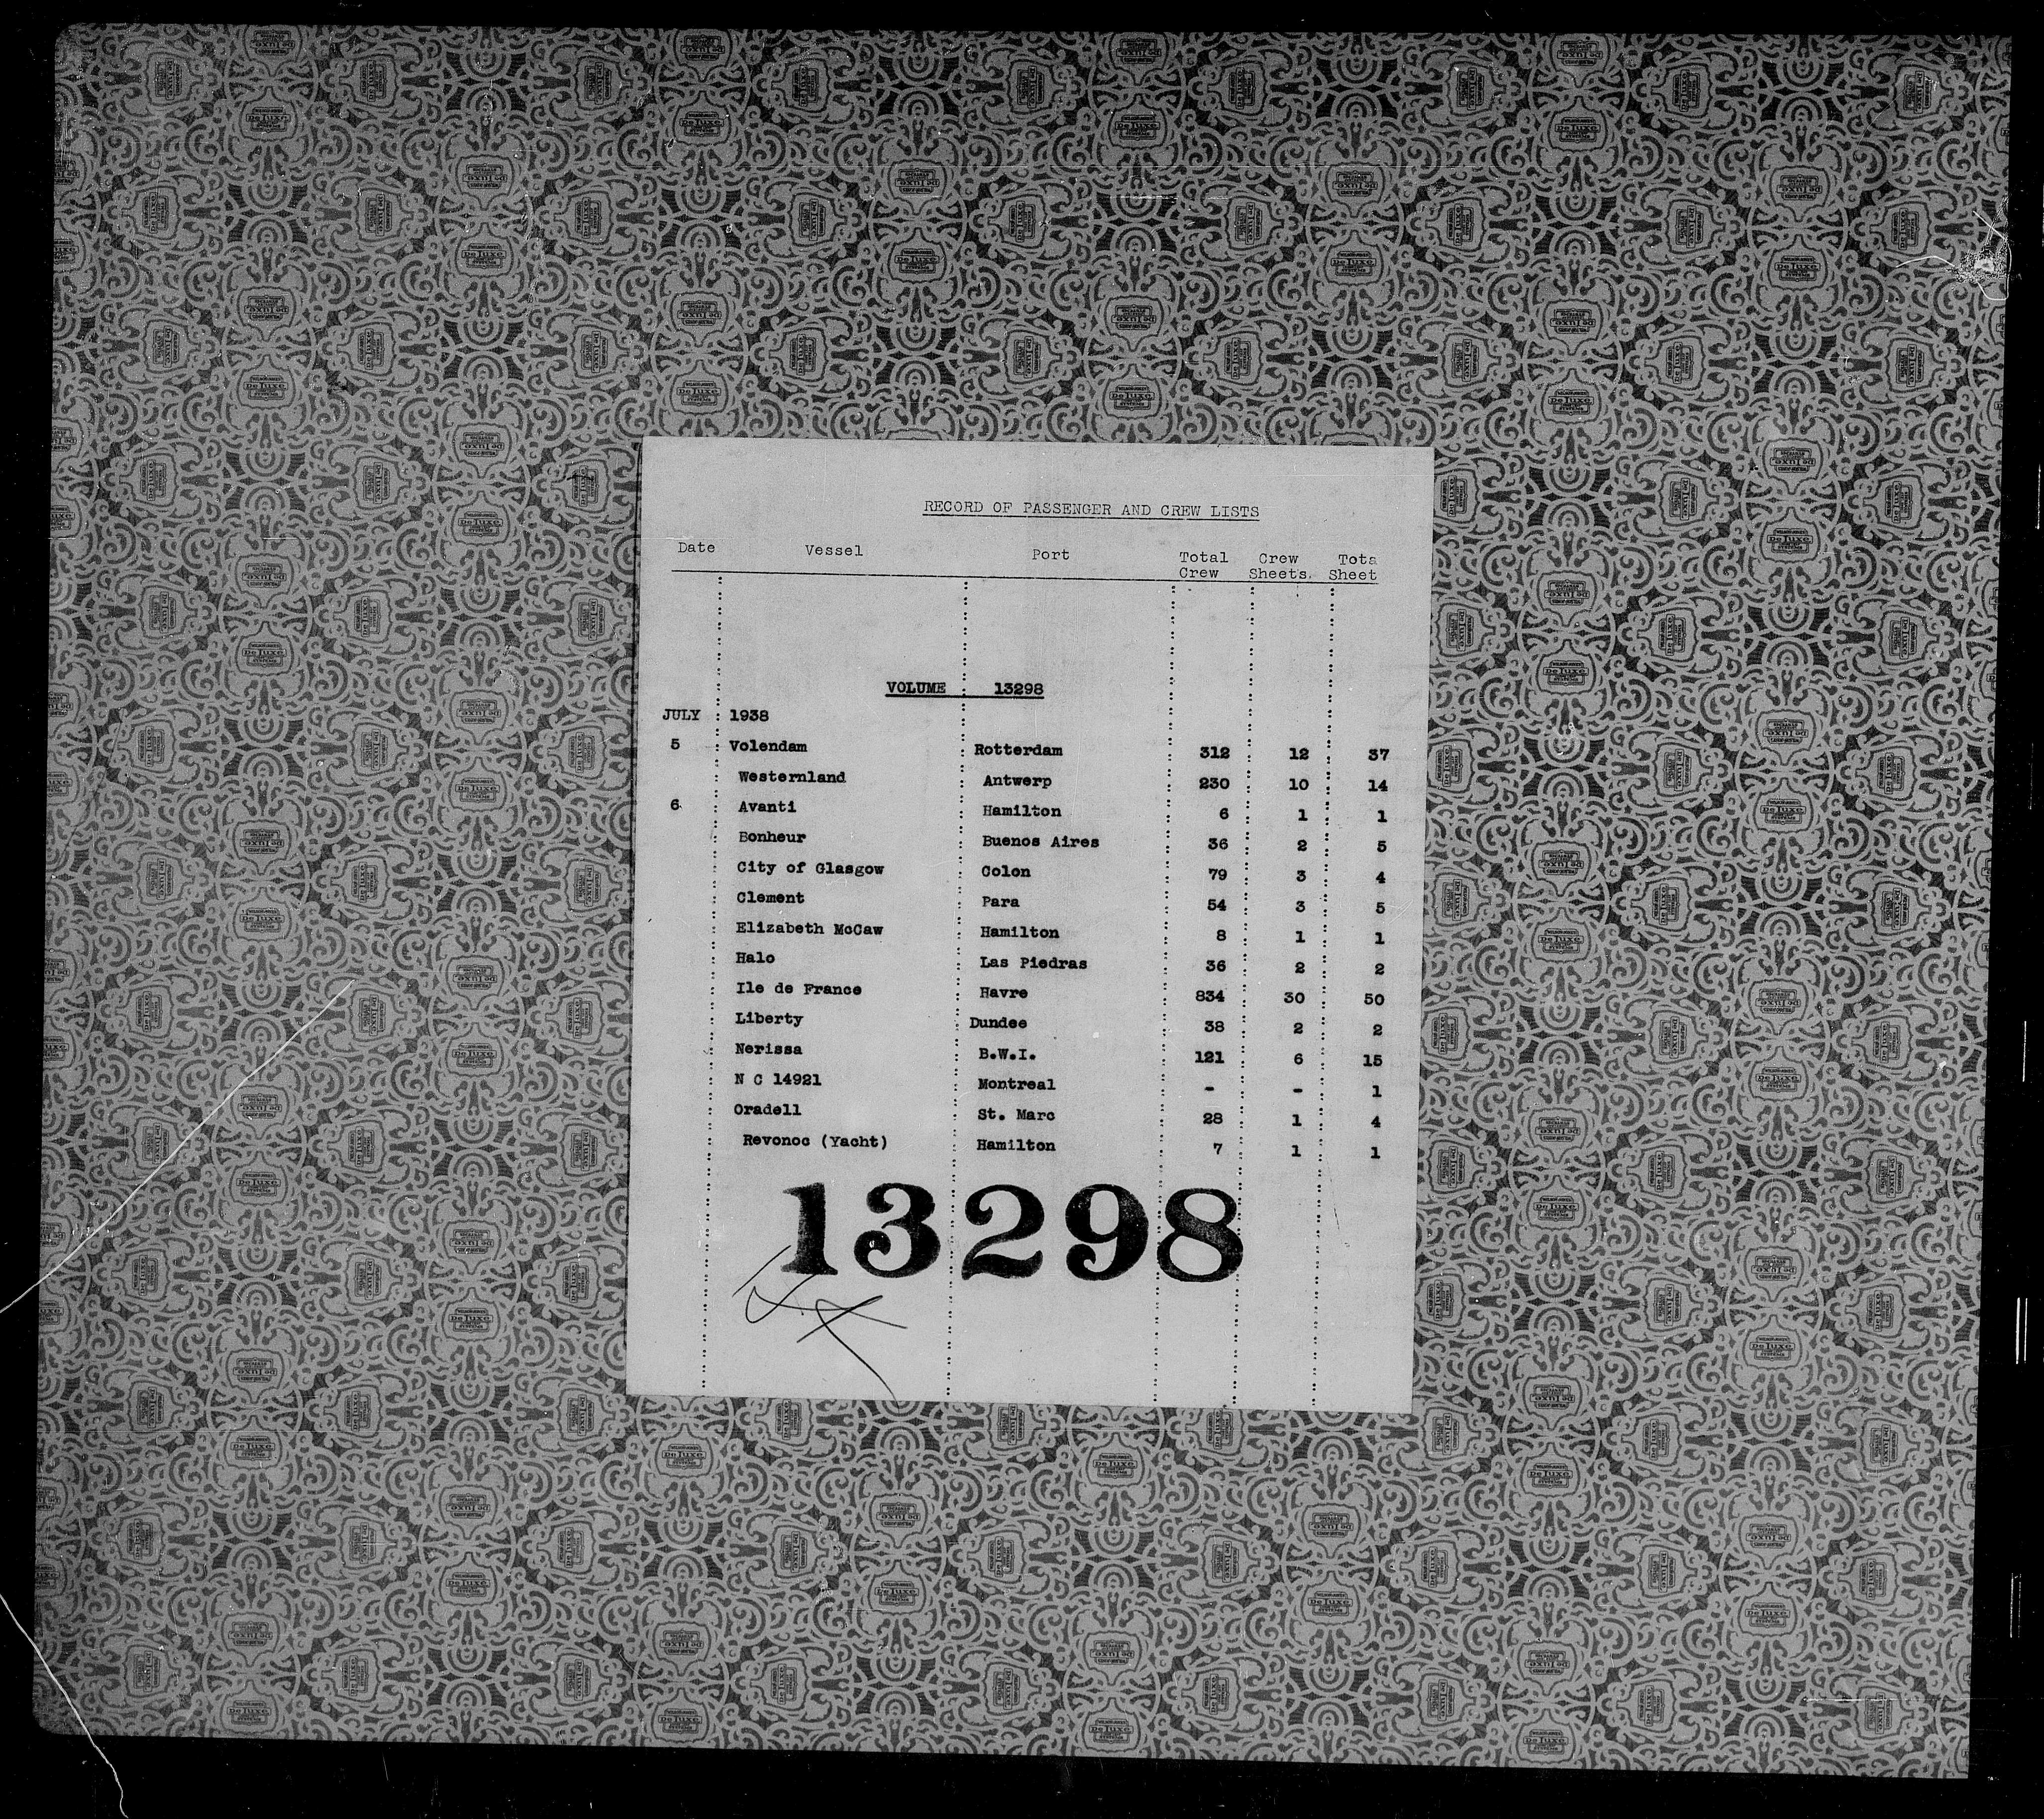 RECORD OF PASSENGER AND CREW LISTS
Date Vessel Port Total Crew Tota
Crew Sheets. Sheet
VOLUME 13298
JULY 1938
5 Volendam Rotterdam 312 12 37
Westernland Antwerp 230 10 14
6 Avanti Hamilton 6 1 1
Bonheur Buenos Aires 36 2 5
City of Glasgow Colon 79 3 4
Clement Para 54 3 5
Elizabeth McCaw Hamilton 8 1 1
Halo Las Piedras 36 2 2
Ile de France Havre 834 30 50
Liberty Dundee 38 2 2
Nerissa B.W.I. 121 6 15
N C 14921 Montreal - - 1
Oradell St. Marc 28 1 4
Revonoc (Yacht) Hamilton 7 1 1
13298